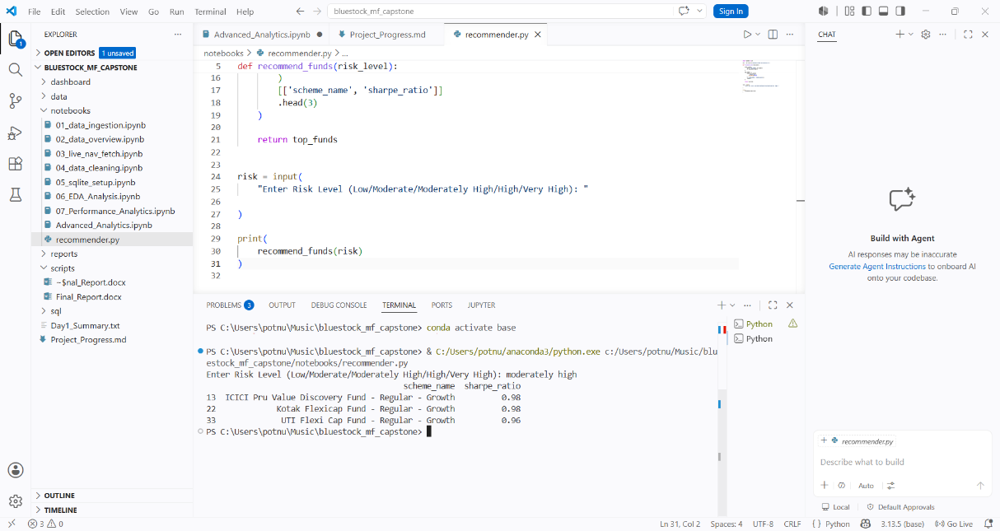 File Edit Selection View Go Run Terminal Help
bluestock_mf_capstone
Sign In
EXPLORER
OPEN EDITORS 1 unsaved
BLUESTOCK_MF_CAPSTONE
dashboard
data
notebooks
01_data_ingestion.ipynb
02_data_overview.ipynb
03_live_nav_fetch.ipynb
04_data_cleaning.ipynb
05_sqlite_setup.ipynb
06_EDA_Analysis.ipynb
07_Performance_Analytics.ipynb
Advanced_Analytics.ipynb
recommender.py
reports
scripts
~$nal_Report.docx
Final_Report.docx
sql
Day1_Summary.txt
Project_Progress.md
OUTLINE
TIMELINE
Advanced_Analytics.ipynb
Project_Progress.md
recommender.py
notebooks > recommender.py > ...
5 def recommend_funds(risk_level):
16 )
17 [['scheme_name', 'sharpe_ratio']]
18 .head(3)
19 )
20
21 return top_funds
22
23
24 risk = input(
25 "Enter Risk Level (Low/Moderate/Moderately High/High/Very High): "
26
27 )
28
29 print(
30 recommend_funds(risk)
31 )
32
PROBLEMS 3 OUTPUT DEBUG CONSOLE TERMINAL PORTS JUPYTER
PS C:\Users\potnu\Music\bluestock_mf_capstone> conda activate base
PS C:\Users\potnu\Music\bluestock_mf_capstone> & C:/Users/potnu/anaconda3/python.exe c:/Users/potnu/Music/blu
estock_mf_capstone/notebooks/recommender.py
Enter Risk Level (Low/Moderate/Moderately High/High/Very High): moderately high
scheme_name sharpe_ratio
13 ICICI Pru Value Discovery Fund - Regular - Growth 0.98
22 Kotak Flexicap Fund - Regular - Growth 0.98
33 UTI Flexi Cap Fund - Regular - Growth 0.96
PS C:\Users\potnu\Music\bluestock_mf_capstone>
Python
Python
CHAT
Build with Agent
AI responses may be inaccurate
Generate Agent Instructions to onboard AI
onto your codebase.
recommender.py
Describe what to build
Auto
Local Default Approvals
3 0
Ln 31, Col 2 Spaces: 4 UTF-8 CRLF { } Python 3.13.5 (base) Go Live